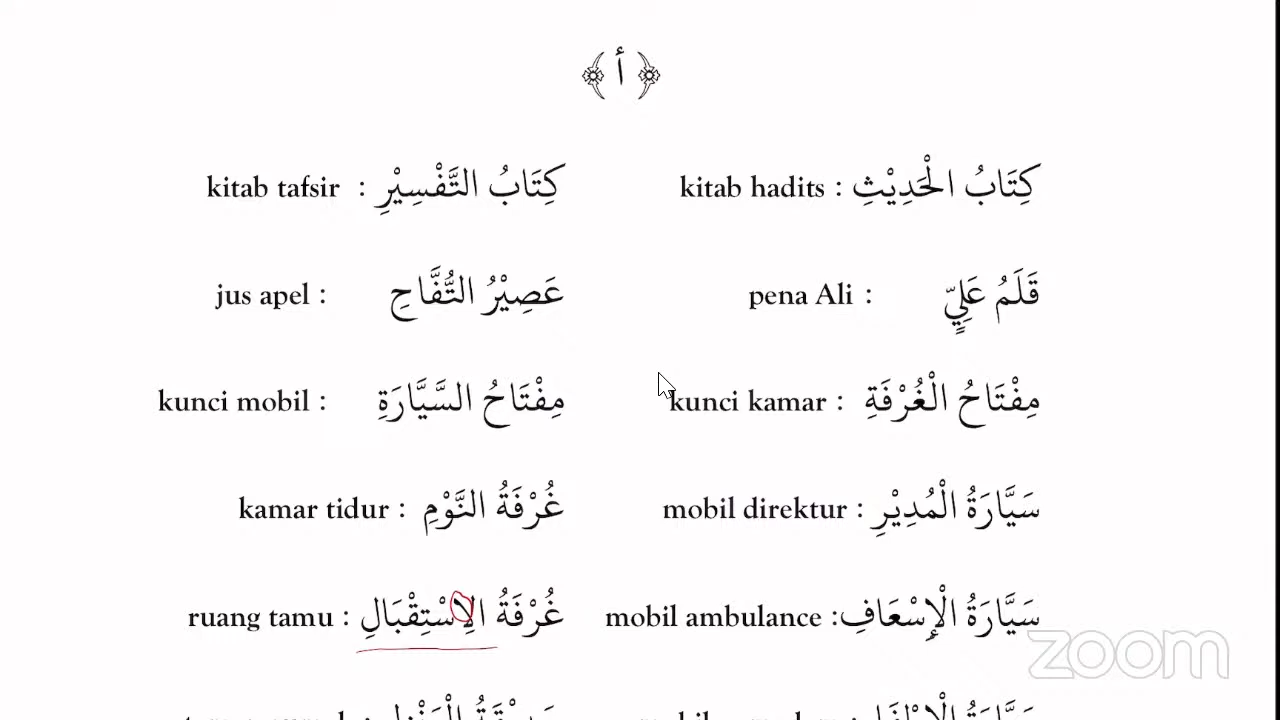 ﴿ أ ﴾
كِتَابُ الْحَدِيْثِ : kitab hadits
كِتَابُ التَّفْسِيْرِ : kitab tafsir
قَلَمُ عَلِيٍّ : pena Ali
عَصِيْرُ التُّفَّاحِ : jus apel
مِفْتَاحُ الْغُرْفَةِ : kunci kamar
مِفْتَاحُ السَّيَّارَةِ : kunci mobil
سَيَّارَةُ الْمُدِيْرِ : mobil direktur
غُرْفَةُ النَّوْمِ : kamar tidur
سَيَّارَةُ الْإِسْعَافِ: mobil ambulance
غُرْفَةُ الاِسْتِقْبَالِ : ruang tamu
zoom